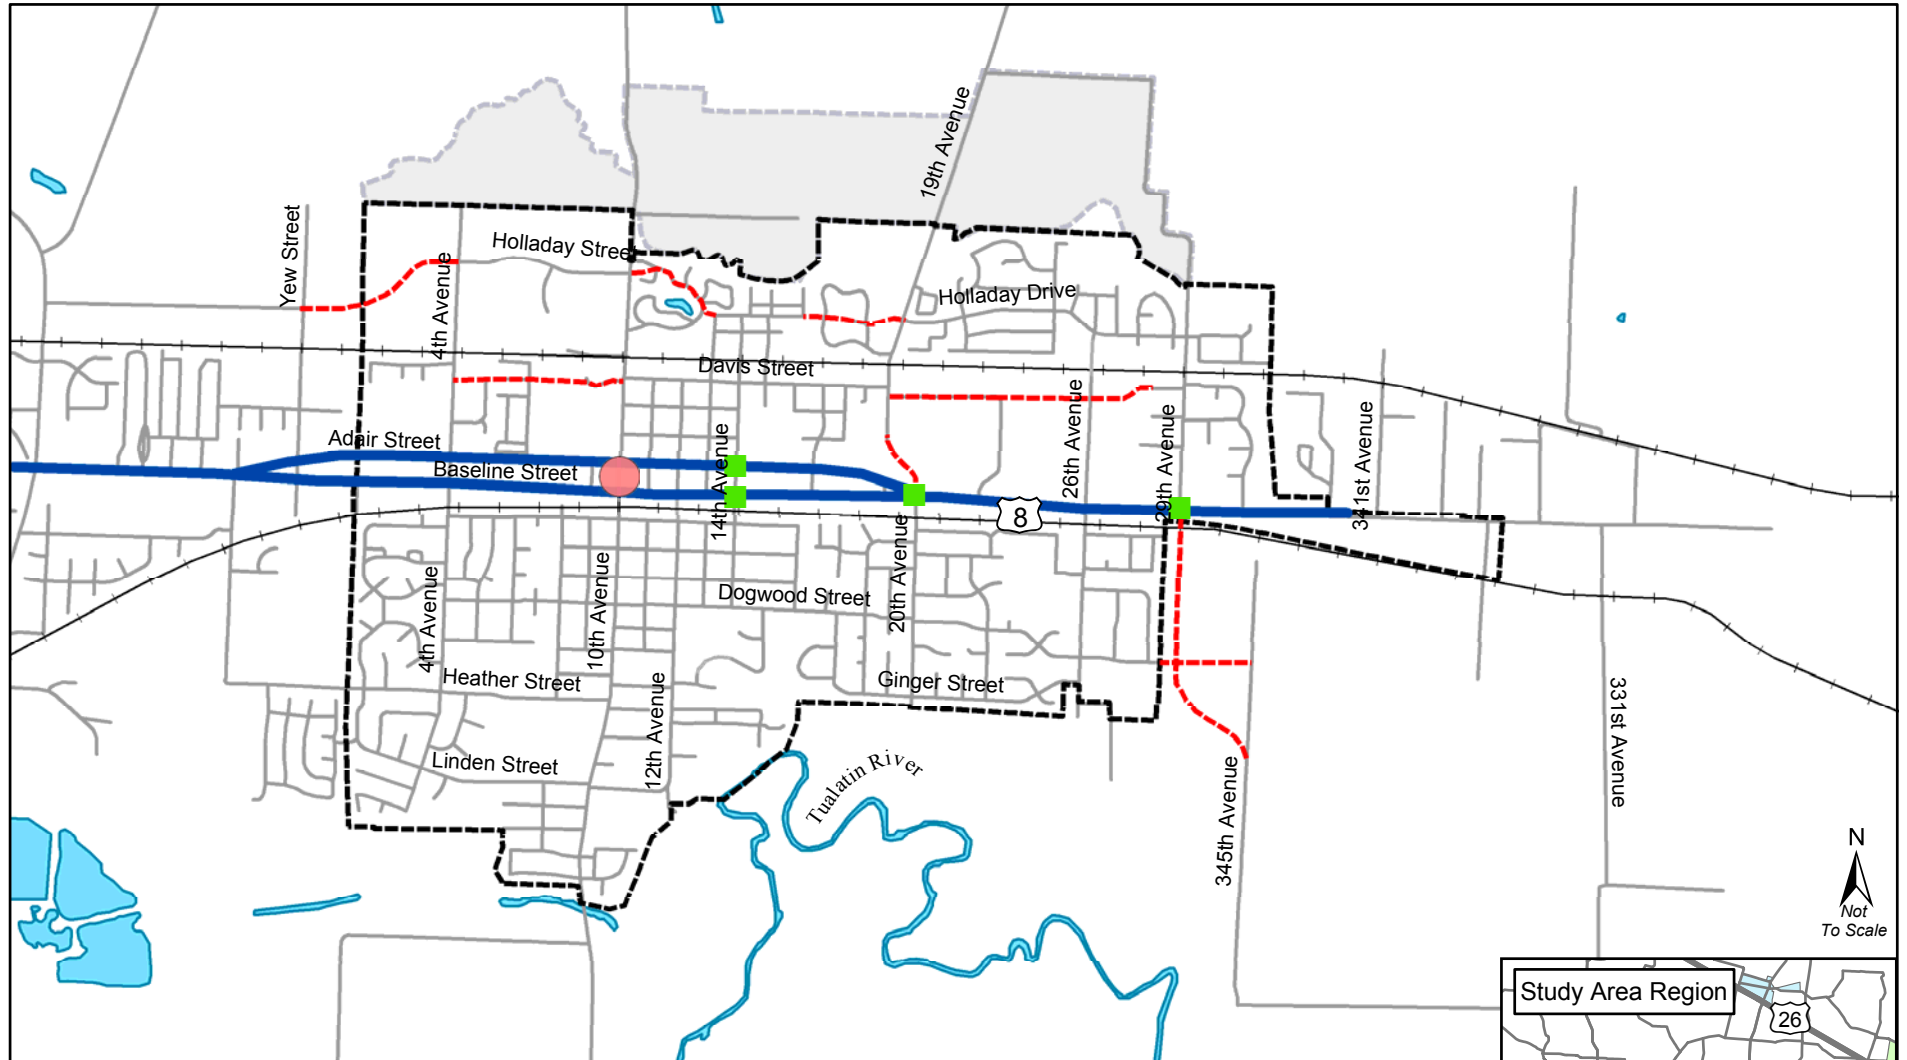 19th Avenue
Yew Street
Holladay Street
4th Avenue
Holladay Drive
Davis Street
Adair Street
Baseline Street
14th Avenue
26th Avenue
29th Avenue
341st Avenue
8
4th Avenue
10th Avenue
Dogwood Street
20th Avenue
Heather Street
Ginger Street
12th Avenue
Linden Street
Tualatin River
345th Avenue
331st Avenue
N
Not
To Scale
Study Area Region
26